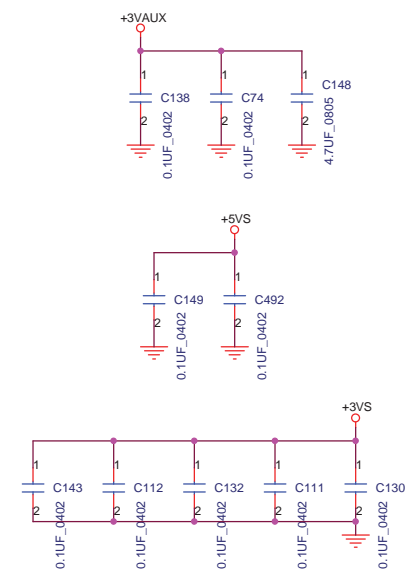 +3VAUX
1 1 1
C138 C74 C148
2 2 2
0.1UF_0402 0.1UF_0402 4.7UF_0805
+5VS
1 1
C149 C492
2 2
0.1UF_0402 0.1UF_0402
+3VS
1 1 1 1 1
C143 C112 C132 C111 C130
2 2 2 2 2
0.1UF_0402 0.1UF_0402 0.1UF_0402 0.1UF_0402 0.1UF_0402